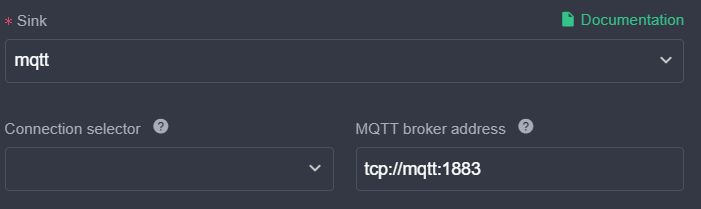 * Sink
Documentation
mqtt
Connection selector ?
MQTT broker address ?
tcp://mqtt:1883